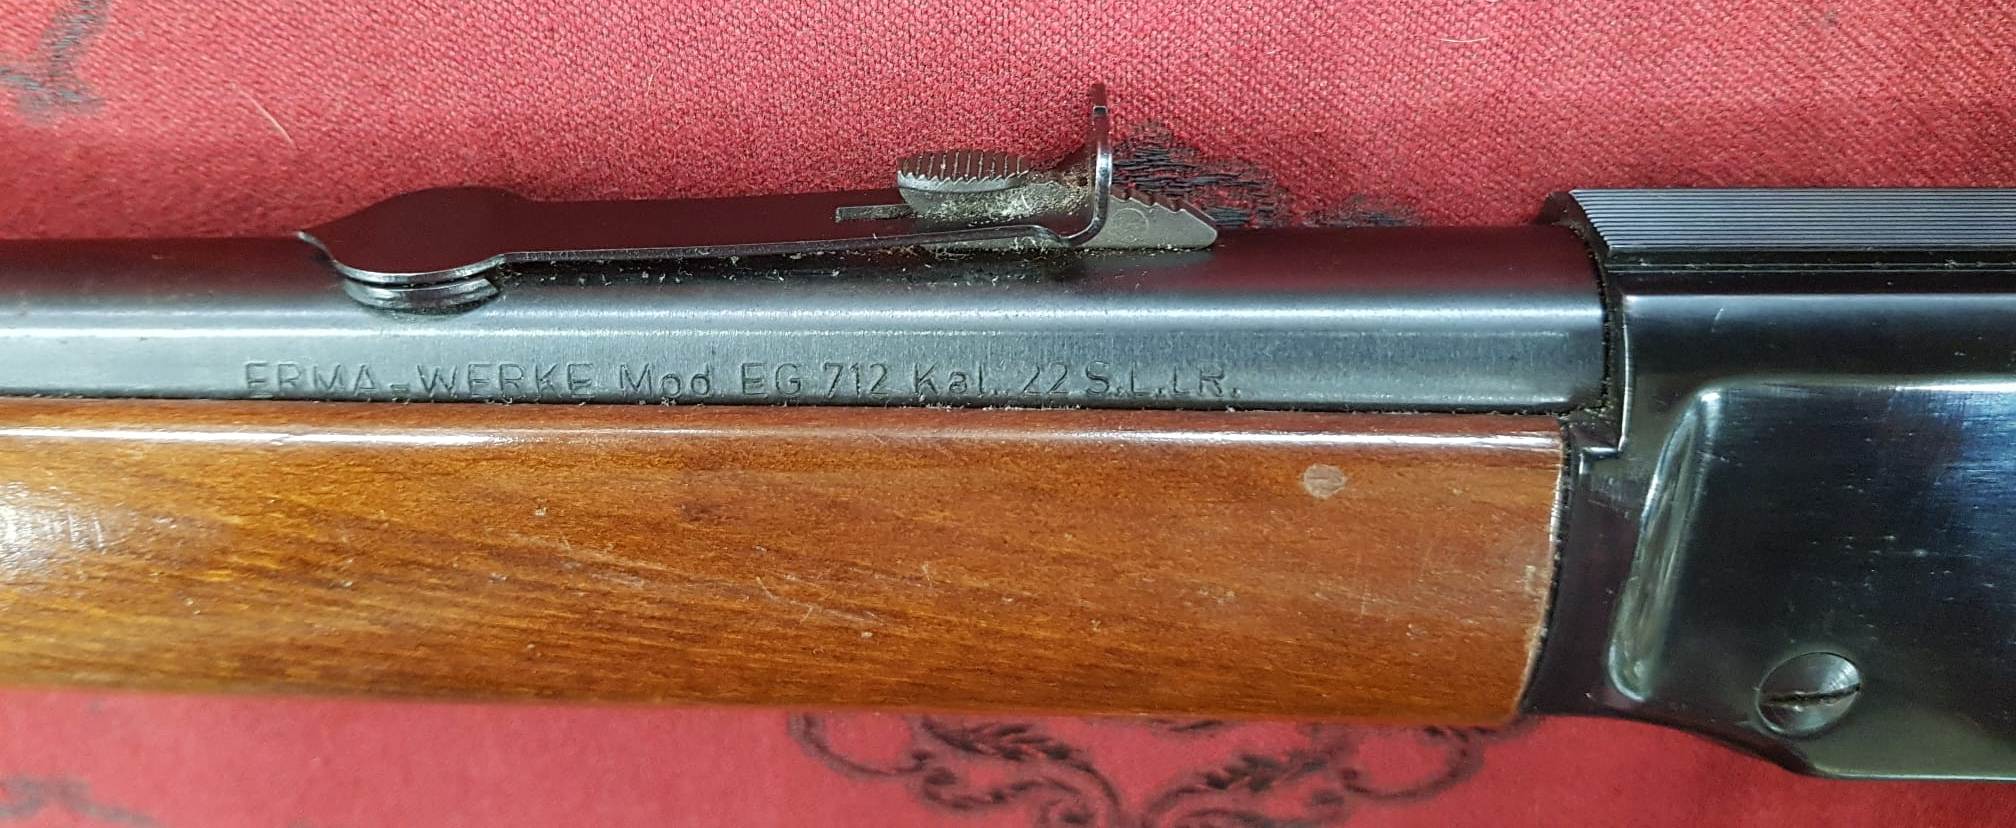 ERMA-WERKE Mod. EG 712 Kal. .22 S.L.LR.